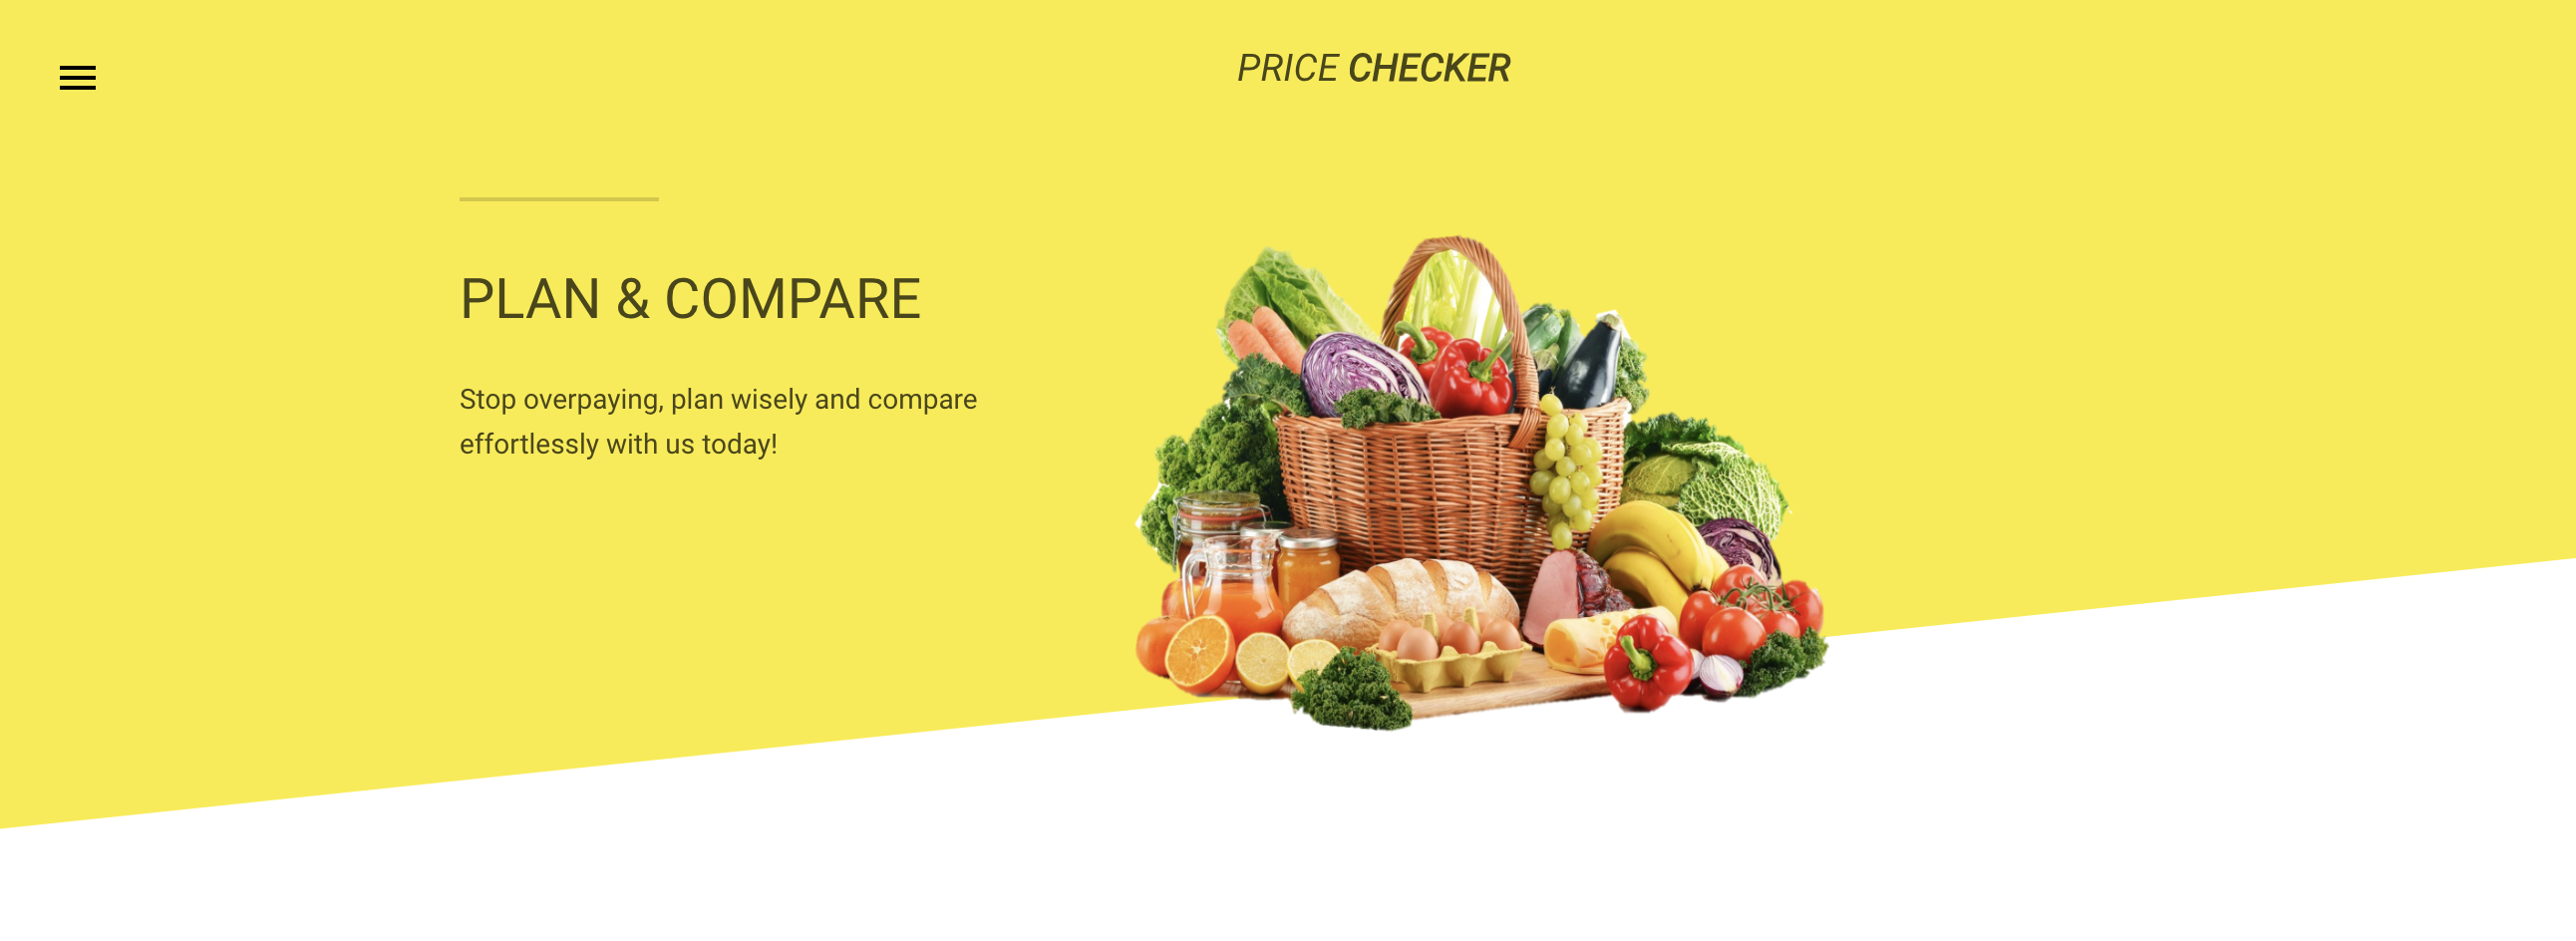 PRICE CHECKER
PLAN & COMPARE
Stop overpaying, plan wisely and compare
effortlessly with us today!